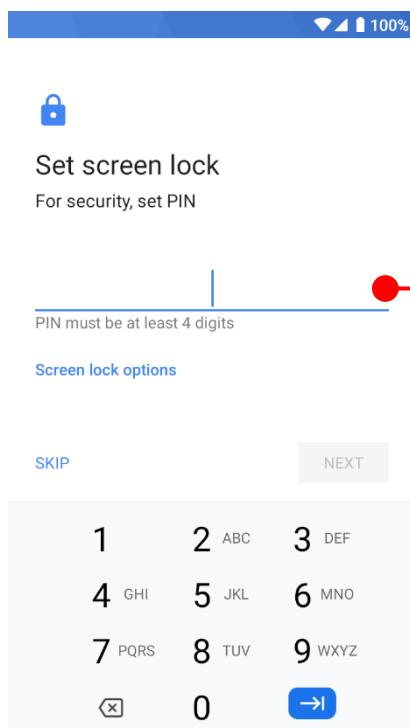 100%
Set screen lock
For security, set PIN
PIN must be at least 4 digits
Screen lock options
SKIP NEXT
1 2 ABC 3 DEF
4 GHI 5 JKL 6 MNO
7 PQRS 8 TUV 9 WXYZ
0